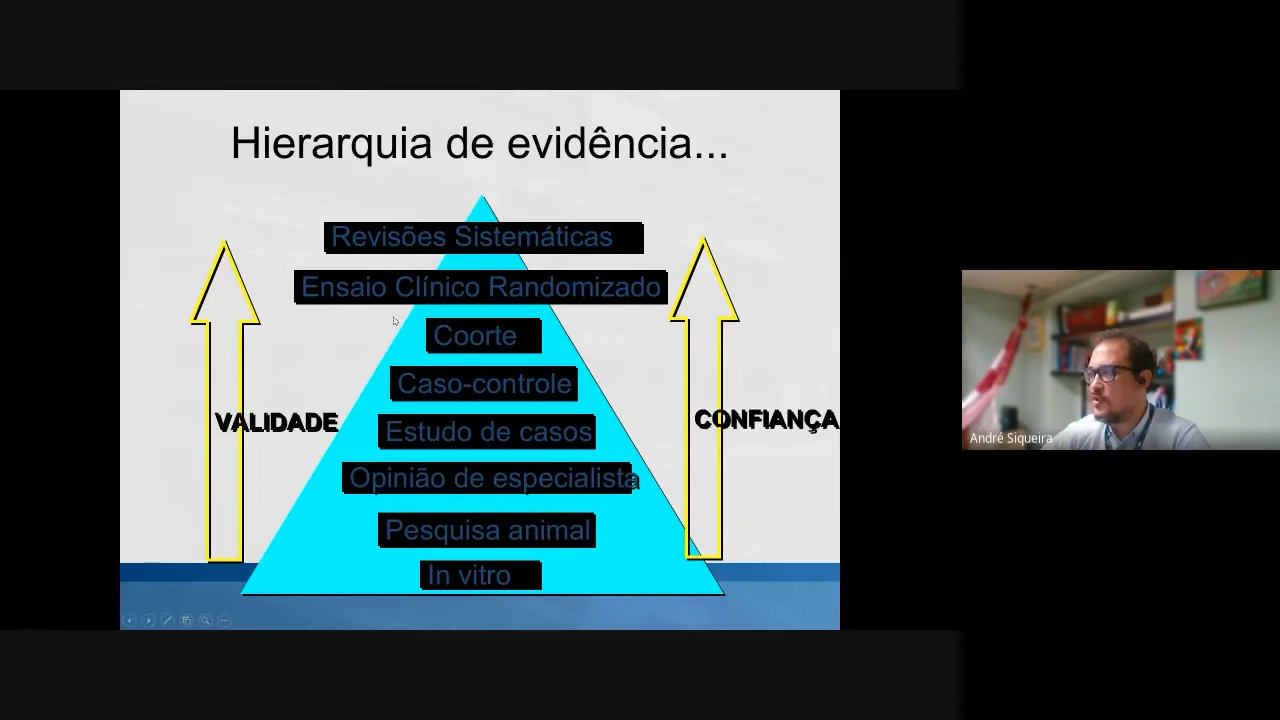 Hierarquia de evidência...
Revisões Sistemáticas
Ensaio Clínico Randomizado
Coorte
Caso-controle
VALIDADE
CONFIANÇA
Estudo de casos
Opinião de especialista
Pesquisa animal
In vitro
André Siqueira